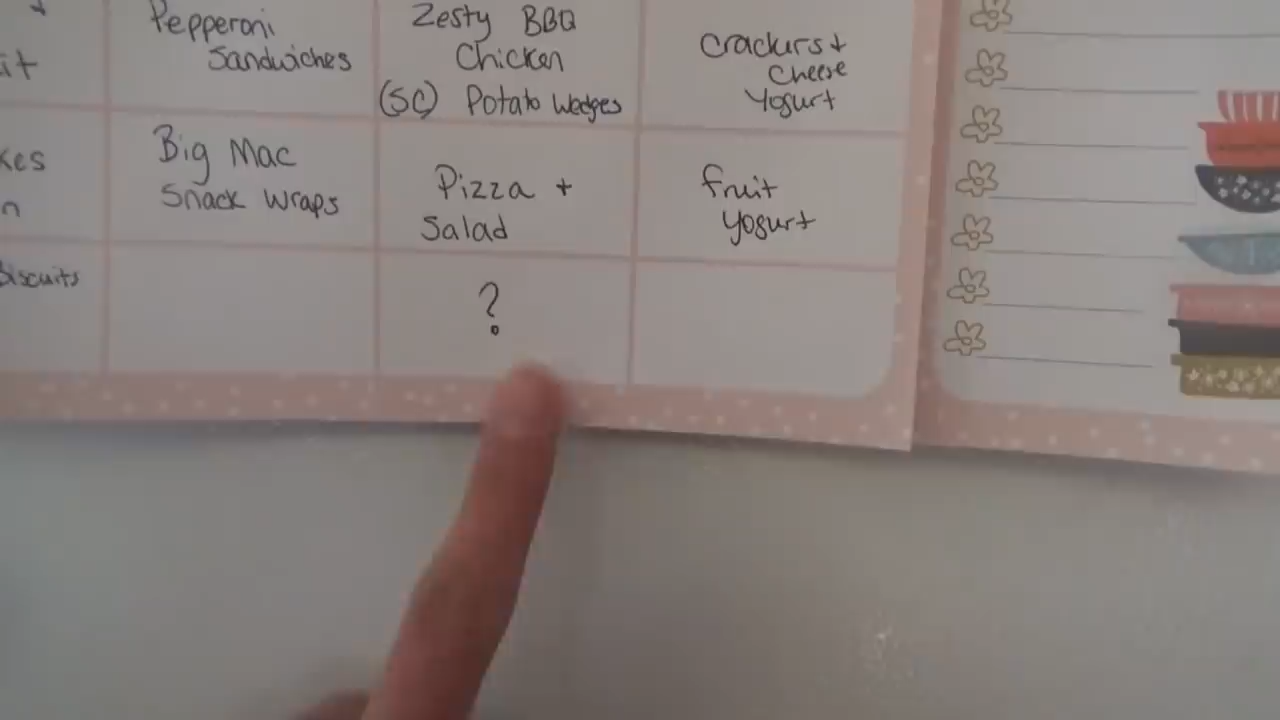 Pepperoni
Sandwiches
Zesty BBQ
Chicken
(SC) Potato Wedges
Crackers +
Cheese
Yogurt
Big Mac
Snack Wraps
Pizza +
Salad
fruit
Yogurt
Biscuits
?